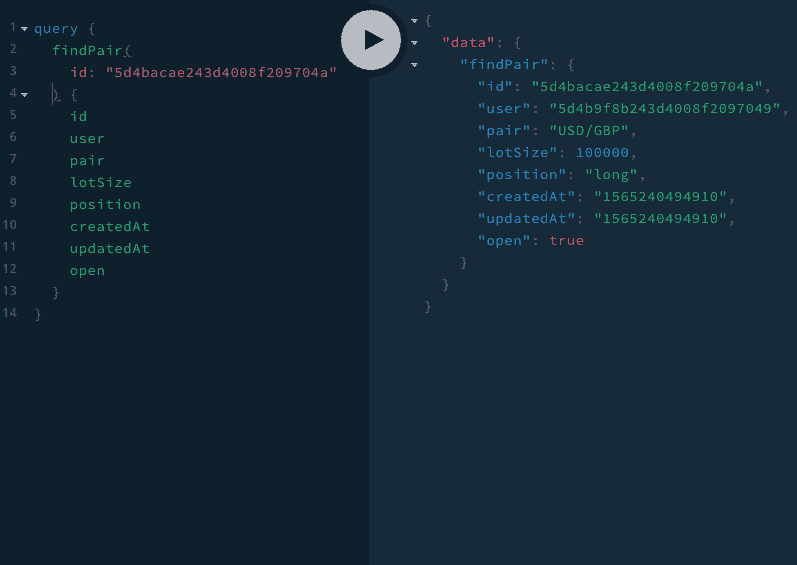 1 query {
2 findPair(
3 id: "5d4bacae243d4008f209704a"
4 ) {
5 id
6 user
7 pair
8 lotSize
9 position
10 createdAt
11 updatedAt
12 open
13 }
14 }
{
"data": {
"findPair": {
"id": "5d4bacae243d4008f209704a",
"user": "5d4b9f8b243d4008f2097049",
"pair": "USD/GBP",
"lotSize": 100000,
"position": "long",
"createdAt": "1565240494910",
"updatedAt": "1565240494910",
"open": true
}
}
}